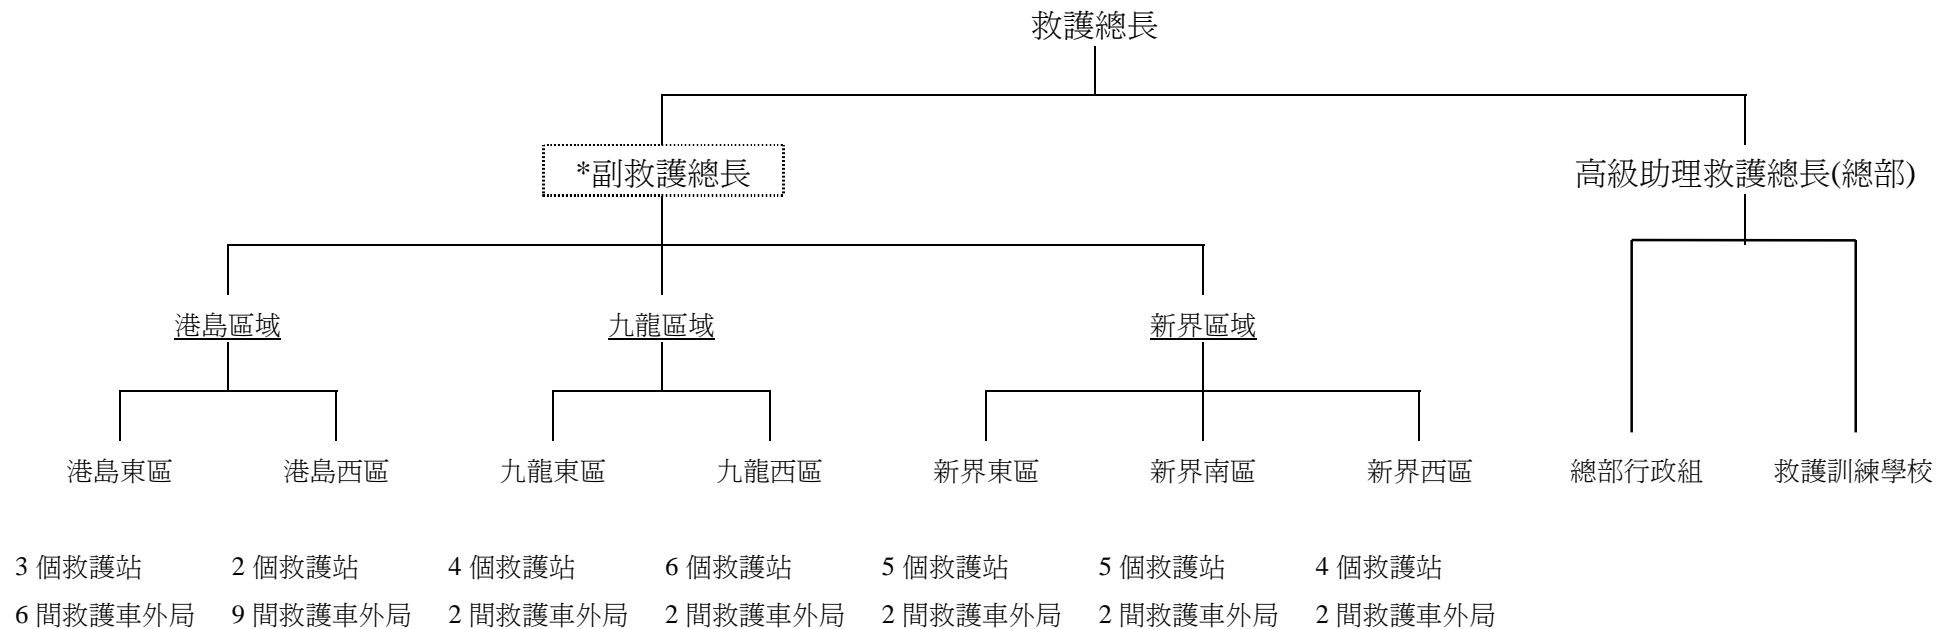 救護總長
*副救護總長
高級助理救護總長(總部)
港島區域
九龍區域
新界區域
港島東區
港島西區
九龍東區
九龍西區
新界東區
新界南區
新界西區
總部行政組
救護訓練學校
3 個救護站
2 個救護站
4 個救護站
6 個救護站
5 個救護站
5 個救護站
4 個救護站
6 間救護車外局
9 間救護車外局
2 間救護車外局
2 間救護車外局
2 間救護車外局
2 間救護車外局
2 間救護車外局